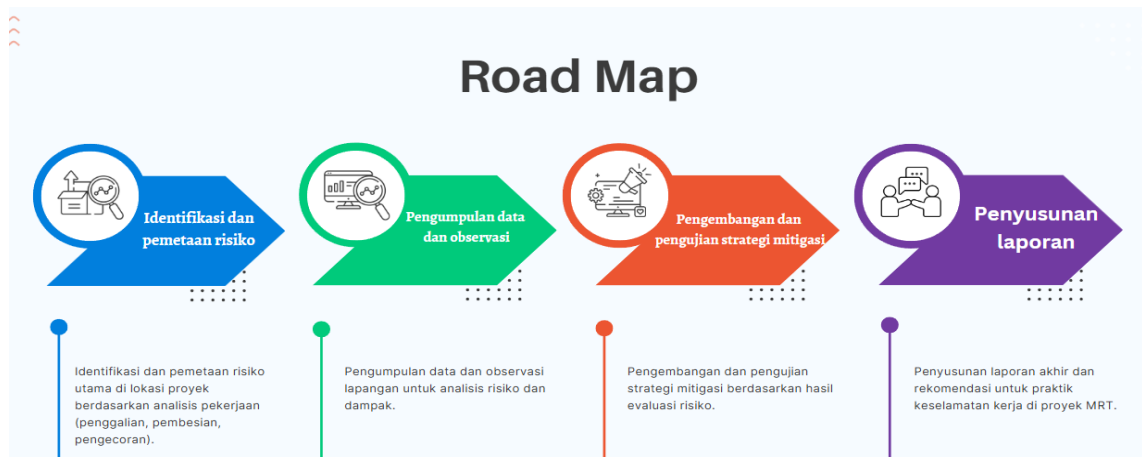 Road Map
Identifikasi dan
pemetaan risiko
Pengumpulan data
dan observasi
Pengembangan dan
pengujian strategi mitigasi
Penyusunan
laporan
Identifikasi dan pemetaan risiko
utama di lokasi proyek
berdasarkan analisis pekerjaan
(penggalian, pembesian,
pengecoran).
Pengumpulan data dan observasi
lapangan untuk analisis risiko dan
dampak.
Pengembangan dan pengujian
strategi mitigasi berdasarkan hasil
evaluasi risiko.
Penyusunan laporan akhir dan
rekomendasi untuk praktik
keselamatan kerja di proyek MRT.